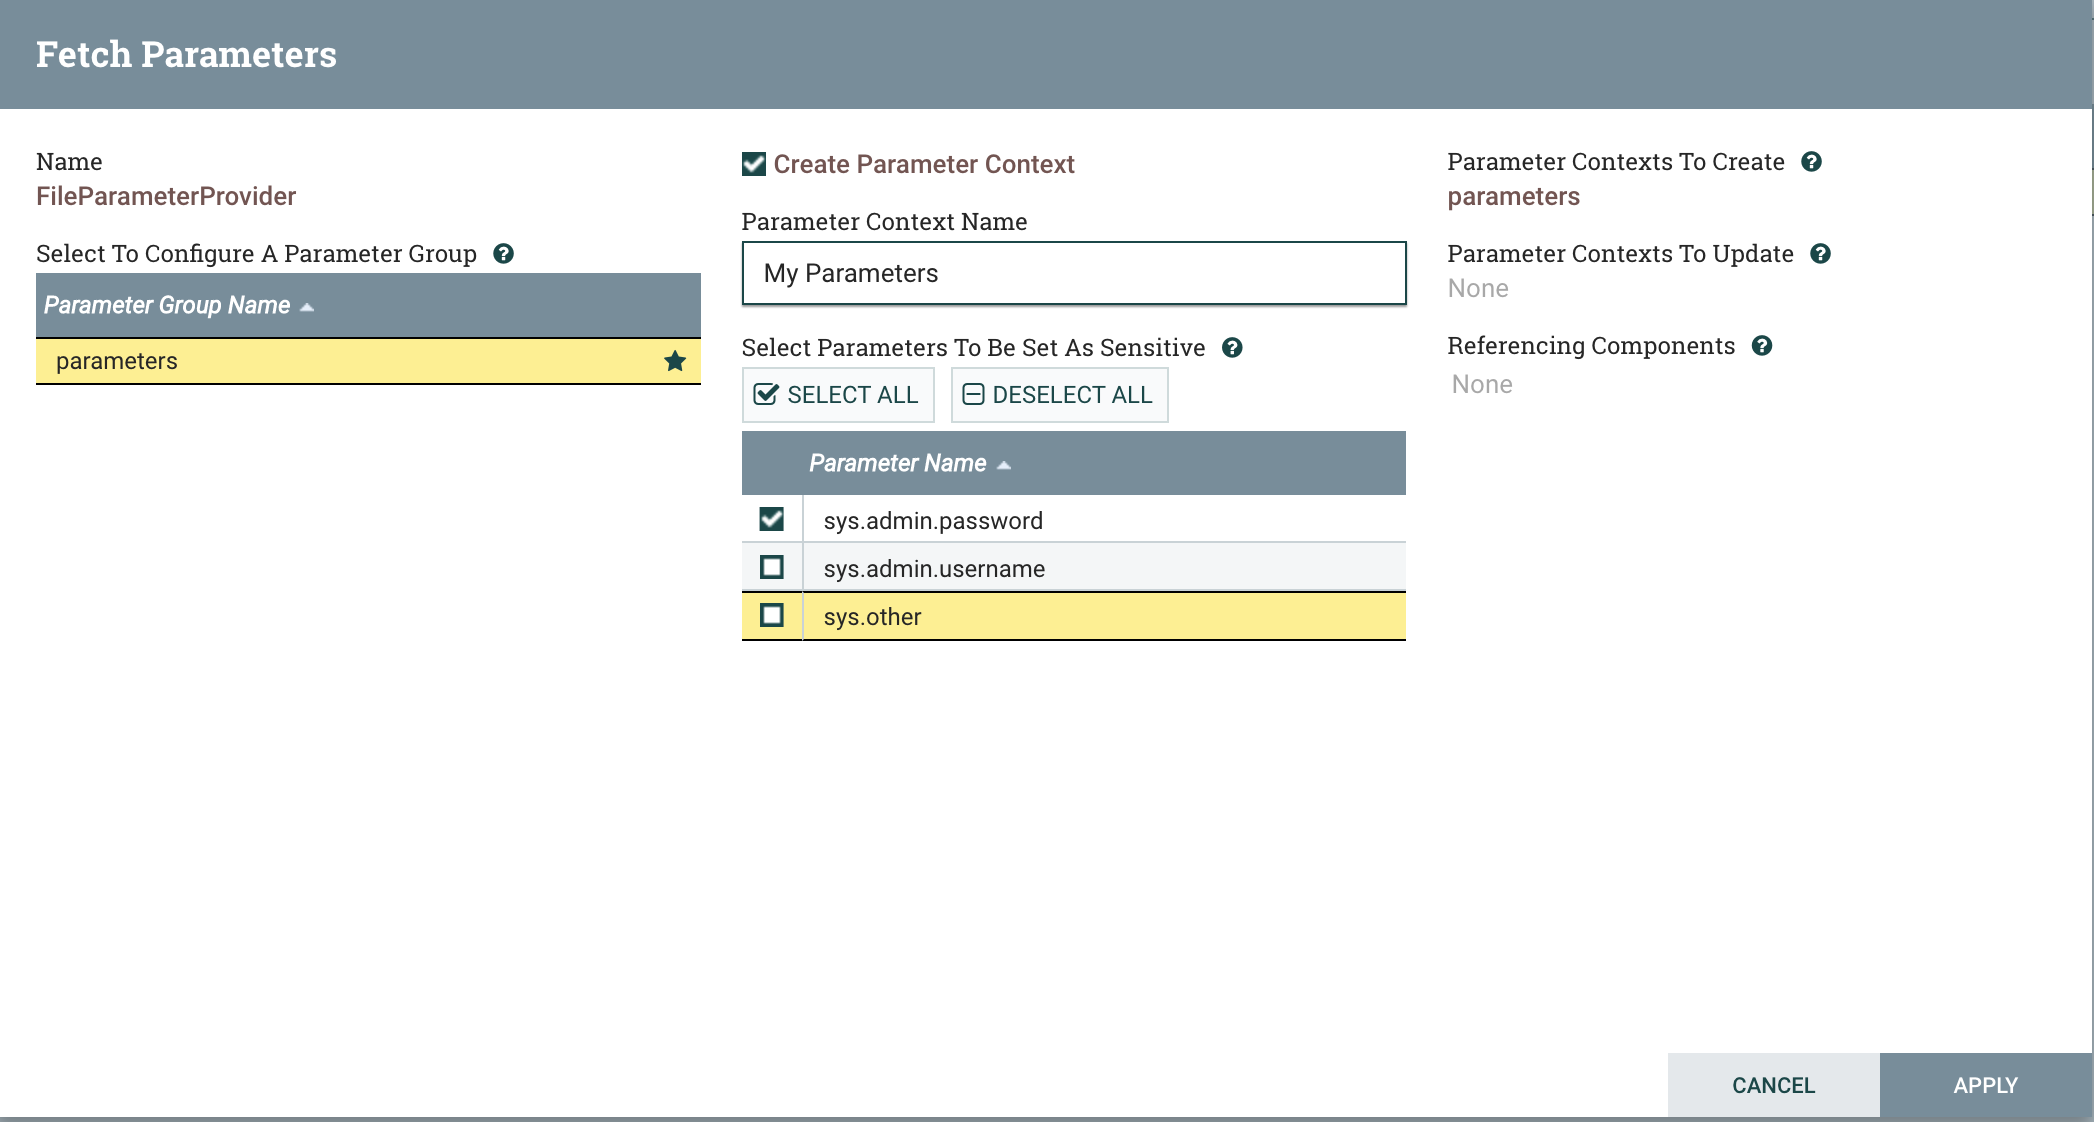 Fetch Parameters
Name
FileParameterProvider
Select To Configure A Parameter Group
Parameter Group Name
parameters
Create Parameter Context
Parameter Context Name
My Parameters
Select Parameters To Be Set As Sensitive
SELECT ALL
DESELECT ALL
Parameter Name
sys.admin.password
sys.admin.username
sys.other
Parameter Contexts To Create
parameters
Parameter Contexts To Update
None
Referencing Components
None
CANCEL
APPLY